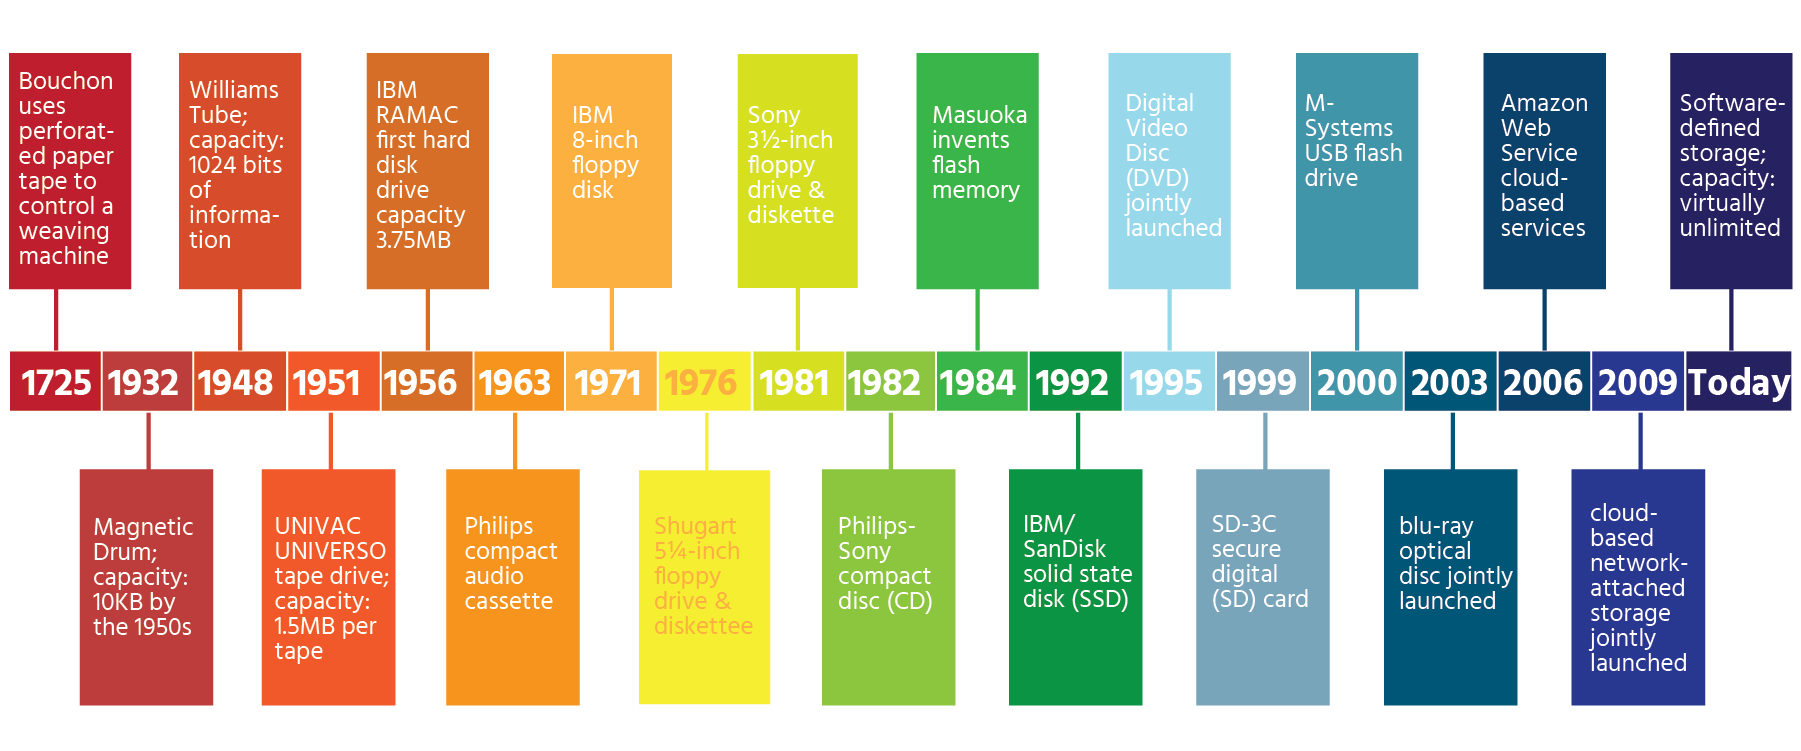 Bouchon
uses
perforat-
ed paper
tape to
control a
weaving
machine
Williams
Tube;
capacity:
1024 bits
of
informa-
tion
IBM
RAMAC
first hard
disk
drive
capacity
3.75MB
IBM
8-inch
floppy
disk
Sony
3½-inch
floppy
drive &
diskette
Masuoka
invents
flash
memory
Digital
Video
Disc
(DVD)
jointly
launched
M-
Systems
USB flash
drive
Amazon
Web
Service
cloud-
based
services
Software-
defined
storage;
capacity:
virtually
unlimited
1725 1932 1948 1951 1956 1963 1971 1976 1981 1982 1984 1992 1995 1999 2000 2003 2006 2009 Today
Magnetic
Drum;
capacity:
10KB by
the 1950s
UNIVAC
UNIVERSO
tape drive;
capacity:
1.5MB per
tape
Philips
compact
audio
cassette
Shugart
5¼-inch
floppy
drive &
diskettee
Philips-
Sony
compact
disc (CD)
IBM/
SanDisk
solid state
disk (SSD)
SD-3C
secure
digital
(SD) card
blu-ray
optical
disc jointly
launched
cloud-
based
network-
attached
storage
jointly
launched